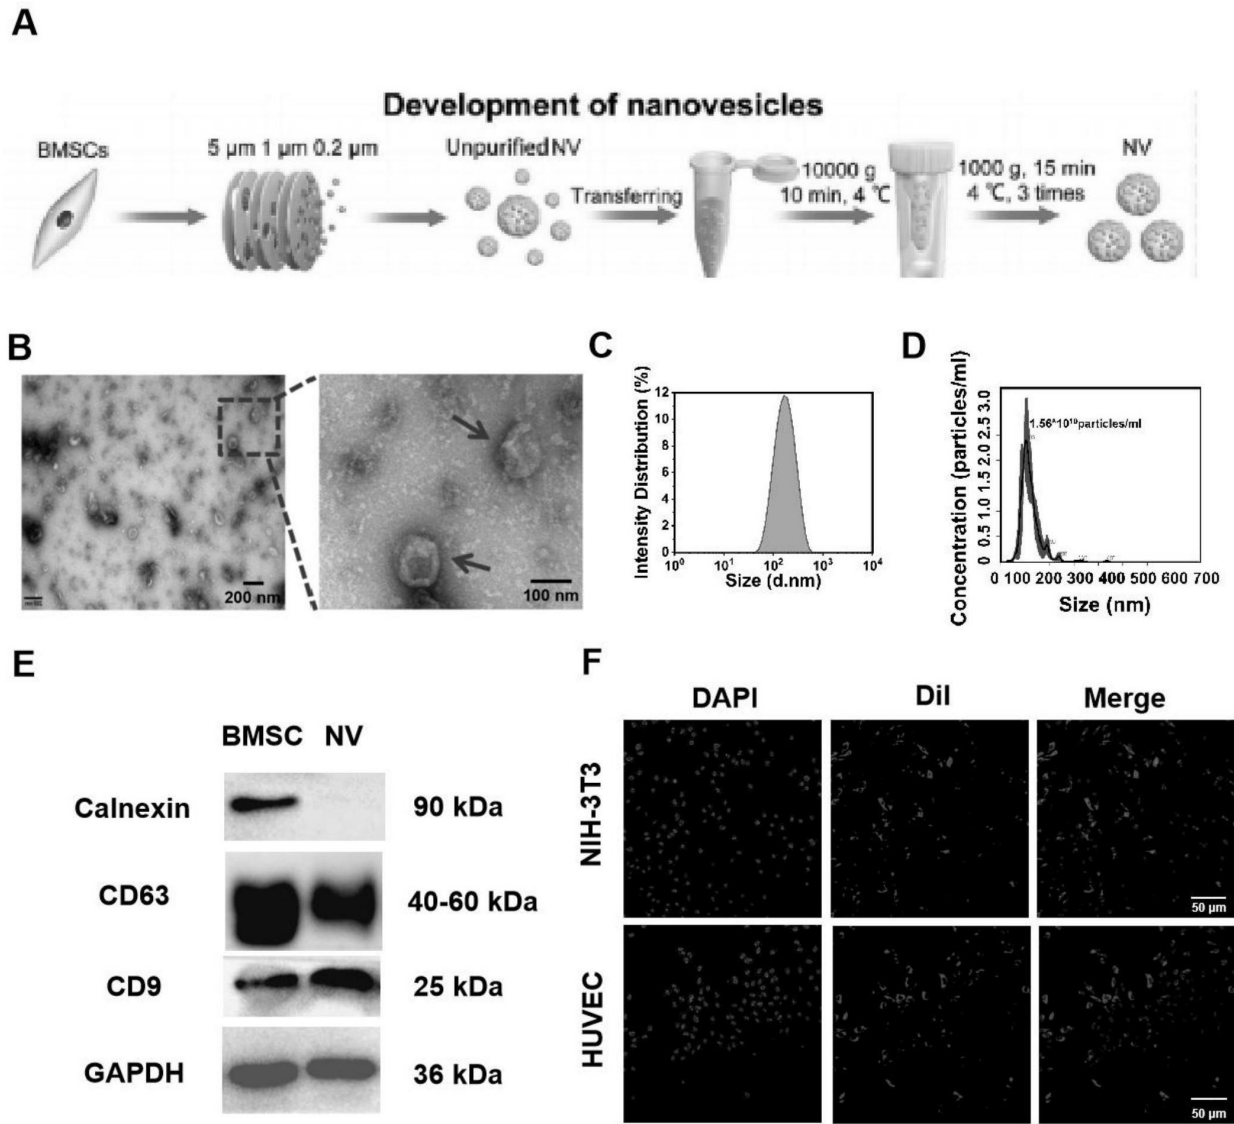 A
Development of nanovesicles
BMSCs
5 μm 1 μm 0.2 μm
Unpurified NV
Transferring
10000 g
10 min, 4 ℃
1000 g, 15 min
4 ℃, 3 times
NV
B
200 nm
100 nm
C
Intensity Distribution (%)
12
10
8
6
4
2
0
10⁰ 10¹ 10² 10³ 10⁴
Size (d.nm)
D
Concentration (particles/ml)
3.0
2.0 2.5
1.5
1.0
0.5
0
1.56*10¹⁰particles/ml
0 100 200 300 400 500 600 700
Size (nm)
E
BMSC NV
Calnexin 90 kDa
CD63 40-60 kDa
CD9 25 kDa
GAPDH 36 kDa
F
DAPI Dil Merge
NIH-3T3
50 μm
HUVEC
50 μm